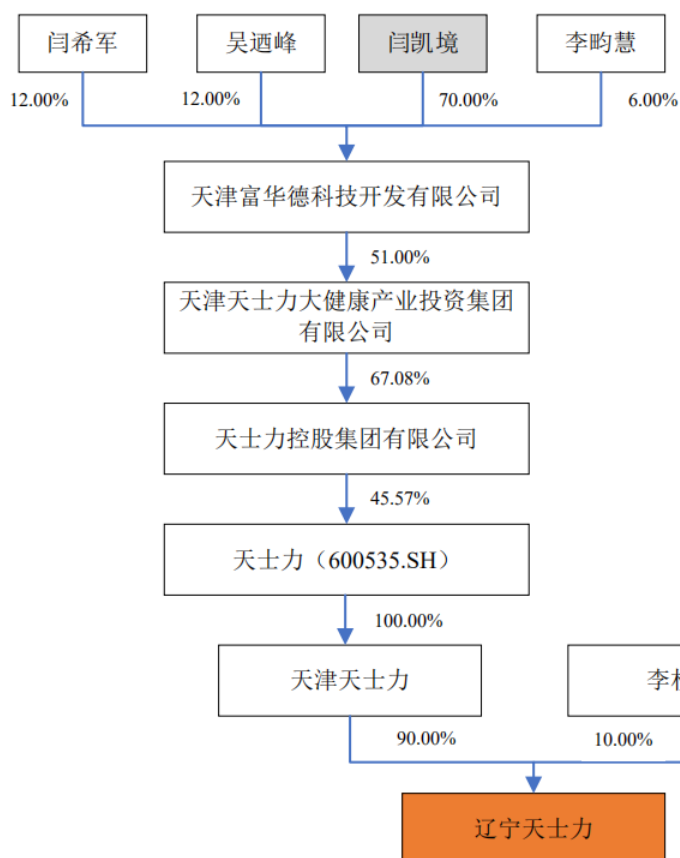 闫希军 吴迺峰 闫凯境 李畇慧
12.00% 12.00% 70.00% 6.00%
天津富华德科技开发有限公司
51.00%
天津天士力大健康产业投资集团
有限公司
67.08%
天士力控股集团有限公司
45.57%
天士力（600535.SH）
100.00%
天津天士力 李
90.00% 10.00%
辽宁天士力